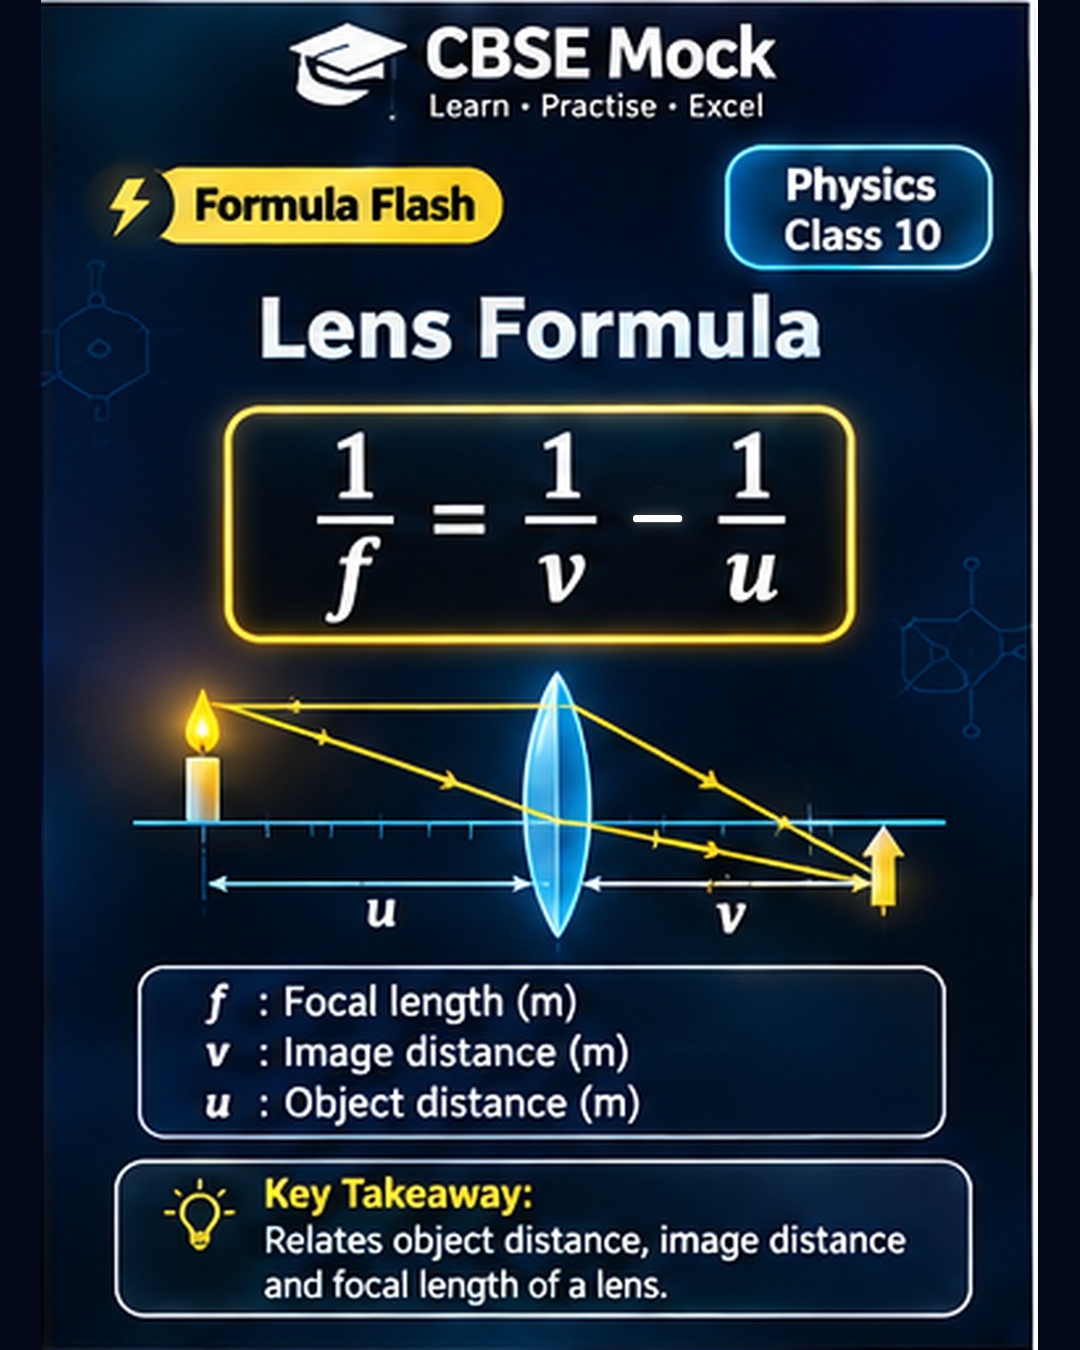 CBSE Mock
Learn • Practise • Excel
Formula Flash
Physics
Class 10
Lens Formula
1/f = 1/v − 1/u
u
v
f : Focal length (m)
v : Image distance (m)
u : Object distance (m)
Key Takeaway:
Relates object distance, image distance
and focal length of a lens.